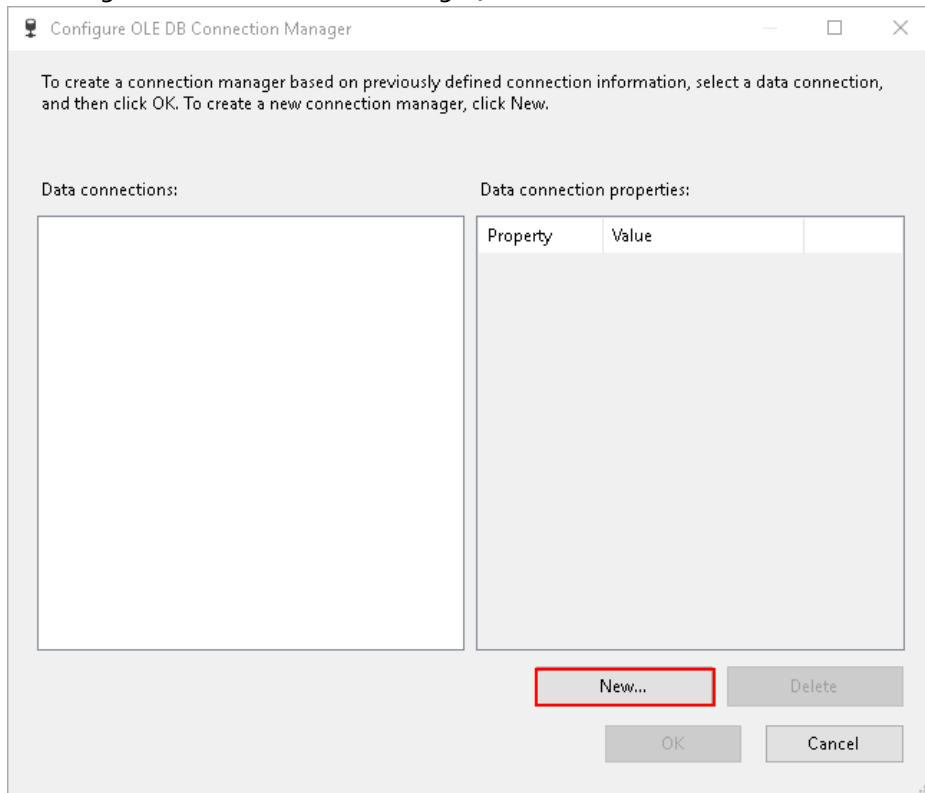 Configure OLE DB Connection Manager
To create a connection manager based on previously defined connection information, select a data connection,
and then click OK. To create a new connection manager, click New.
Data connections:
Data connection properties:
Property Value
New...
Delete
OK
Cancel